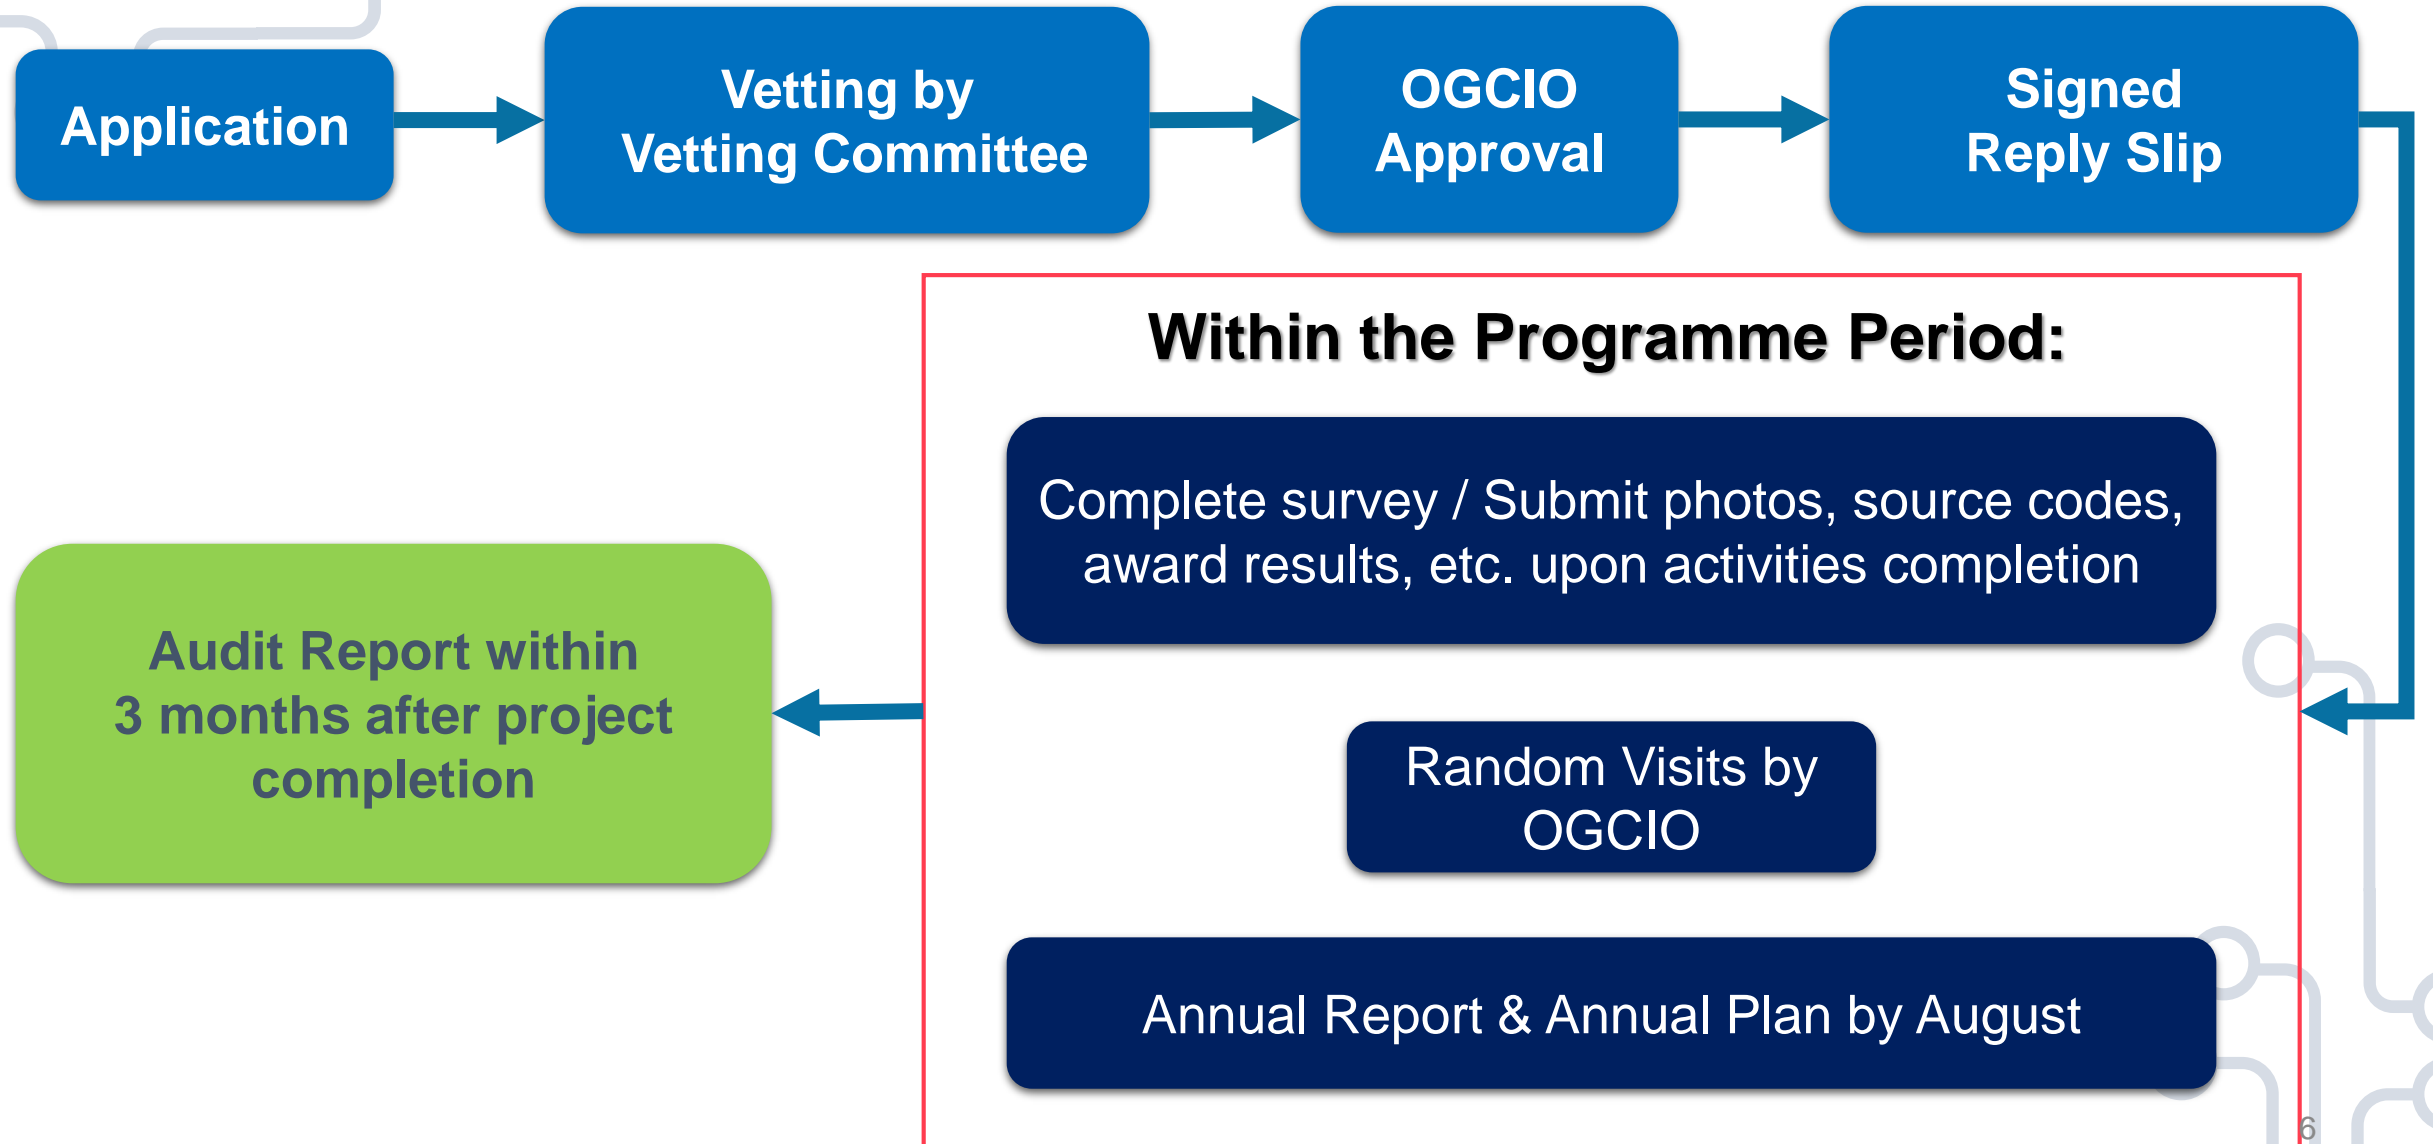 Application
Vetting by
Vetting Committee
OGCIO
Approval
Signed
Reply Slip
Within the Programme Period:
Complete survey / Submit photos, source codes,
award results, etc. upon activities completion
Random Visits by
OGCIO
Annual Report & Annual Plan by August
Audit Report within
3 months after project
completion
6